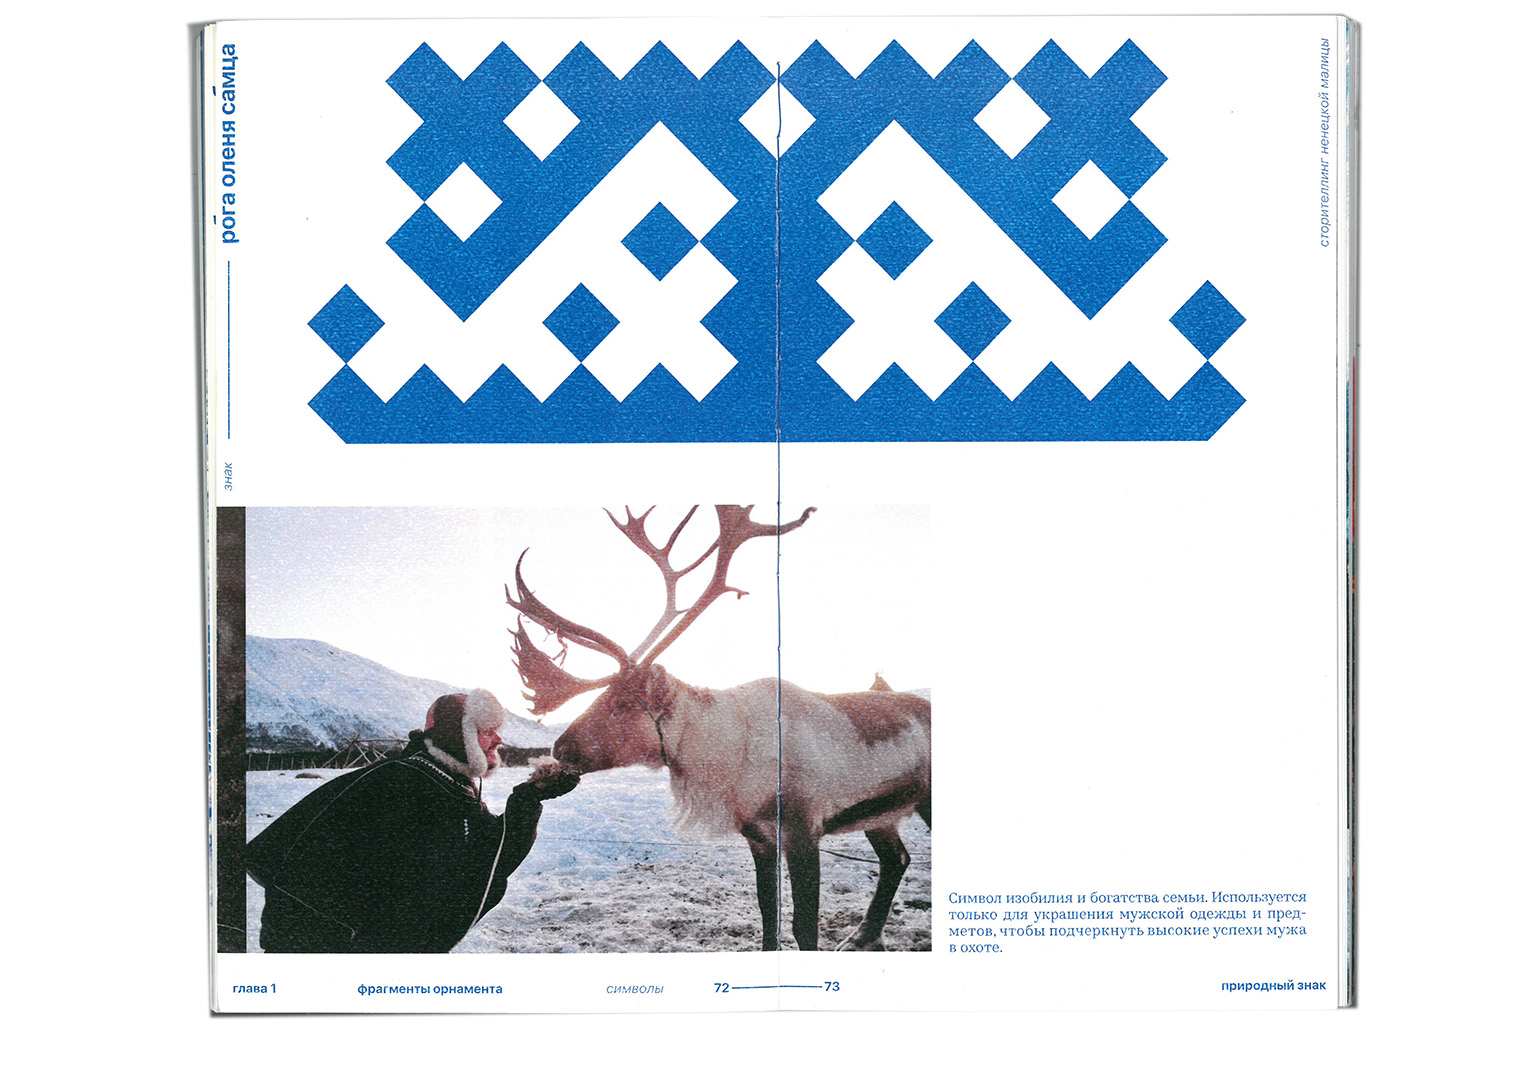 рога оленя самца
знак
сторителлинг ненецкой малицы
Символ изобилия и богатства семьи. Используется
только для украшения мужской одежды и пред-
метов, чтобы подчеркнуть высокие успехи мужа
в охоте.
глава 1 фрагменты орнамента символы 72 73 природный знак